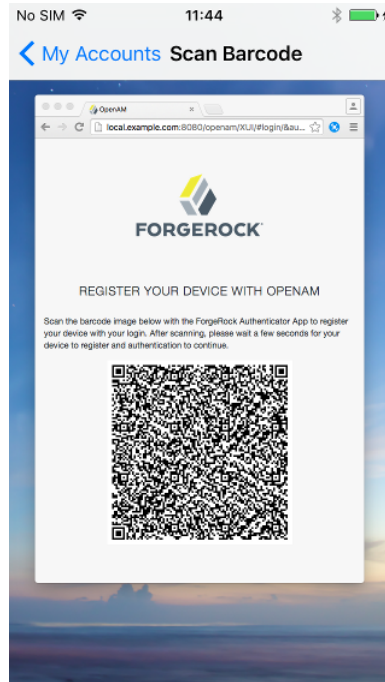 No SIM 11:44
My Accounts Scan Barcode
OpenAM
local.example.com:8080/openam/XUI/#login/&au...
FORGEROCK
REGISTER YOUR DEVICE WITH OPENAM
Scan the barcode image below with the ForgeRock Authenticator App to register
your device with your login. After scanning, please wait a few seconds for your
device to register and authentication to continue.